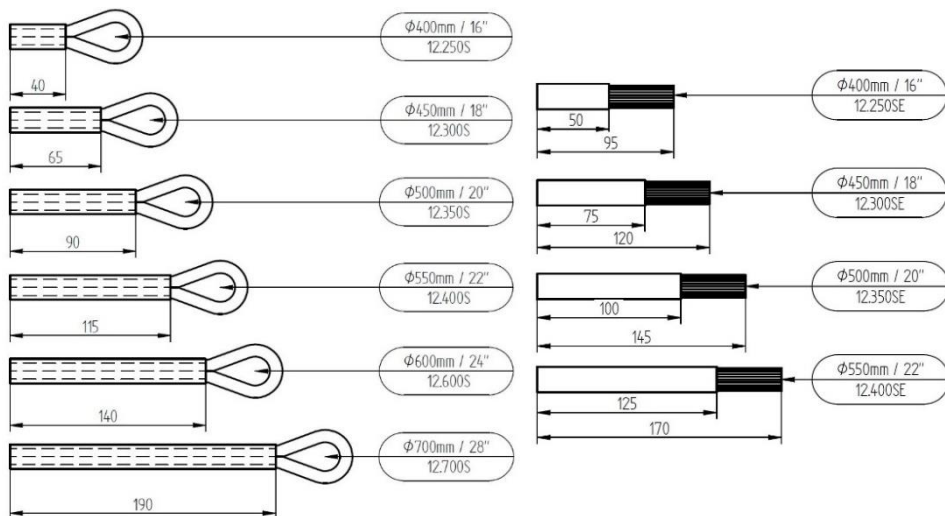 Φ400mm / 16"
12.250S
40
Φ450mm / 18"
12.300S
65
Φ500mm / 20"
12.350S
90
Φ550mm / 22"
12.400S
115
Φ600mm / 24"
12.600S
140
Φ700mm / 28"
12.700S
190
Φ400mm / 16"
12.250SE
50
95
Φ450mm / 18"
12.300SE
75
120
Φ500mm / 20"
12.350SE
100
145
Φ550mm / 22"
12.400SE
125
170